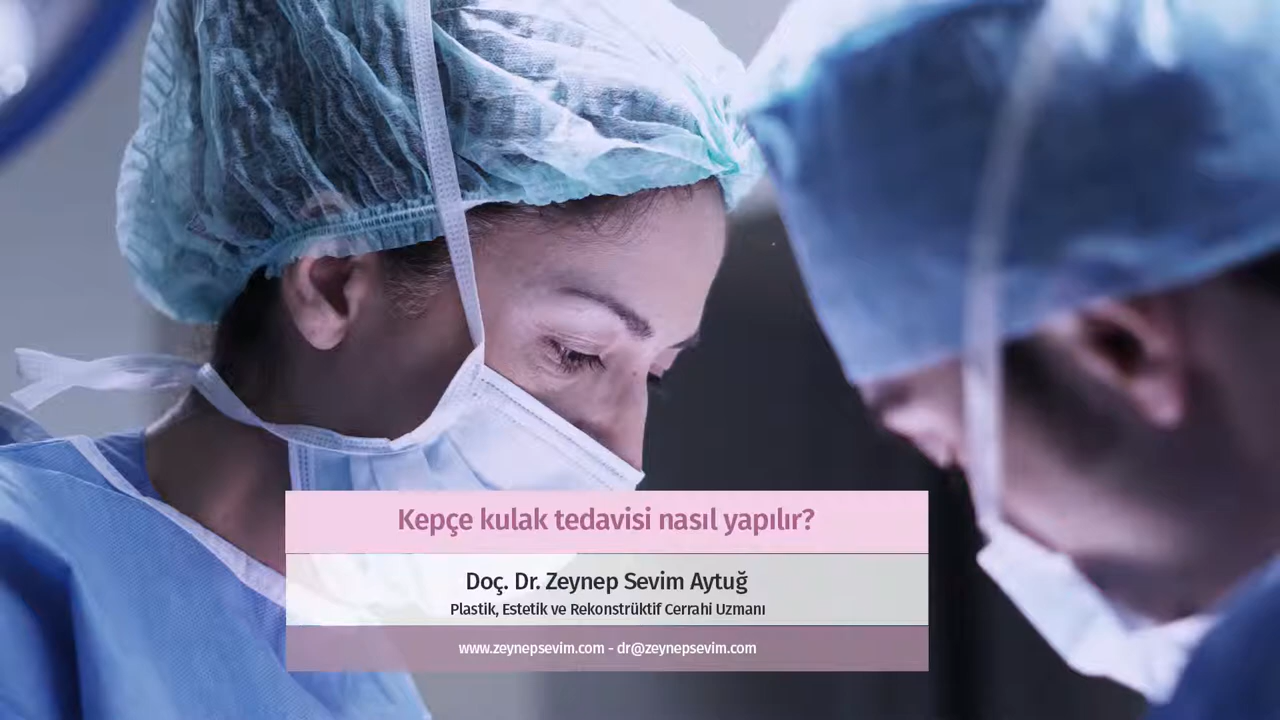 Kepçe kulak tedavisi nasıl yapılır?
Doç. Dr. Zeynep Sevim Aytuğ
Plastik, Estetik ve Rekonstrüktif Cerrahi Uzmanı
www.zeynepsevim.com - dr@zeynepsevim.com